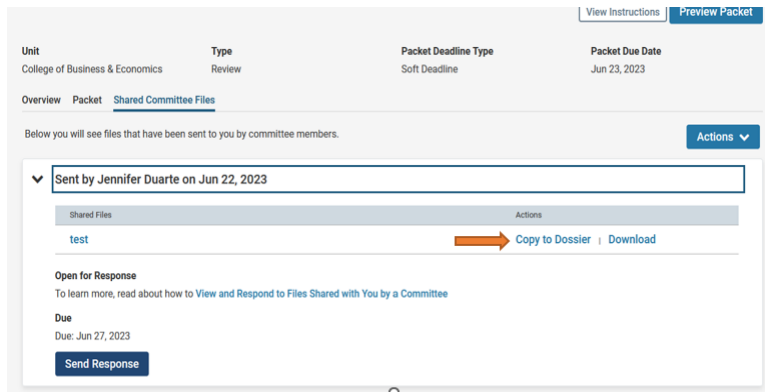 View Instructions Preview Packet
Unit Type Packet Deadline Type Packet Due Date
College of Business & Economics Review Soft Deadline Jun 23, 2023
Overview Packet Shared Committee Files
Below you will see files that have been sent to you by committee members.
Actions
Sent by Jennifer Duarte on Jun 22, 2023
Shared Files Actions
test Copy to Dossier | Download
Open for Response
To learn more, read about how to View and Respond to Files Shared with You by a Committee
Due
Due: Jun 27, 2023
Send Response